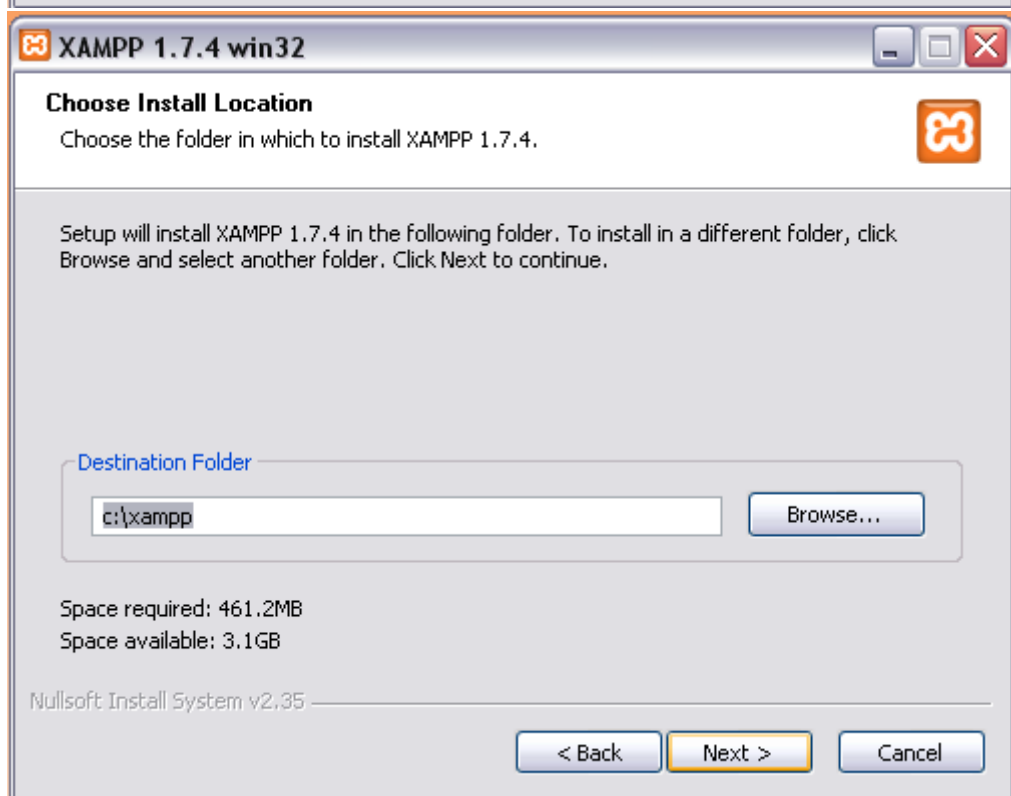 XAMPP 1.7.4 win32
Choose Install Location
Choose the folder in which to install XAMPP 1.7.4.
Setup will install XAMPP 1.7.4 in the following folder. To install in a different folder, click
Browse and select another folder. Click Next to continue.
Destination Folder
c:\xampp
Browse...
Space required: 461.2MB
Space available: 3.1GB
Nullsoft Install System v2.35
< Back
Next >
Cancel